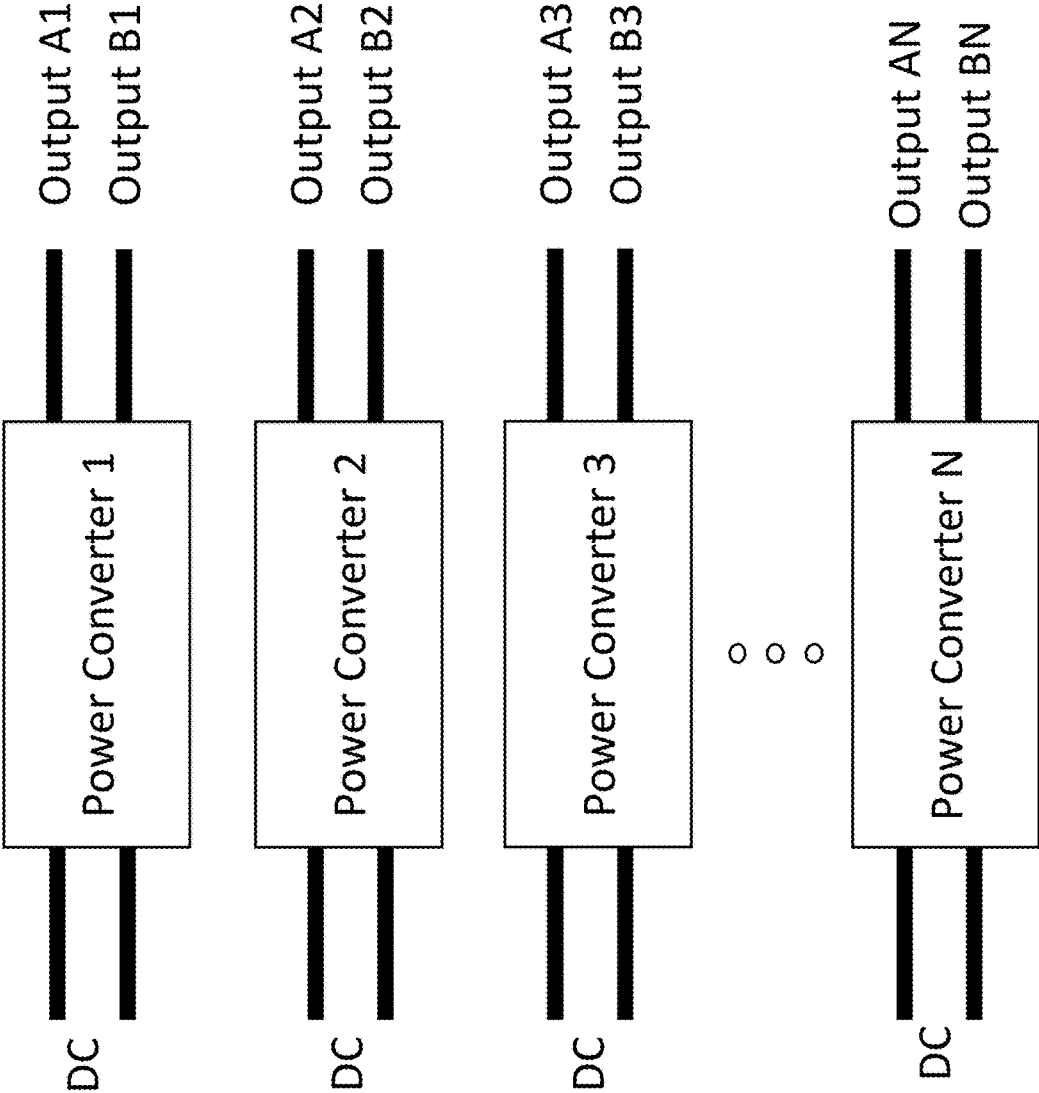 Output A1
Output B1
Power Converter 1
DC
Output A2
Output B2
Power Converter 2
DC
Output A3
Output B3
Power Converter 3
DC
Output AN
Output BN
Power Converter N
DC